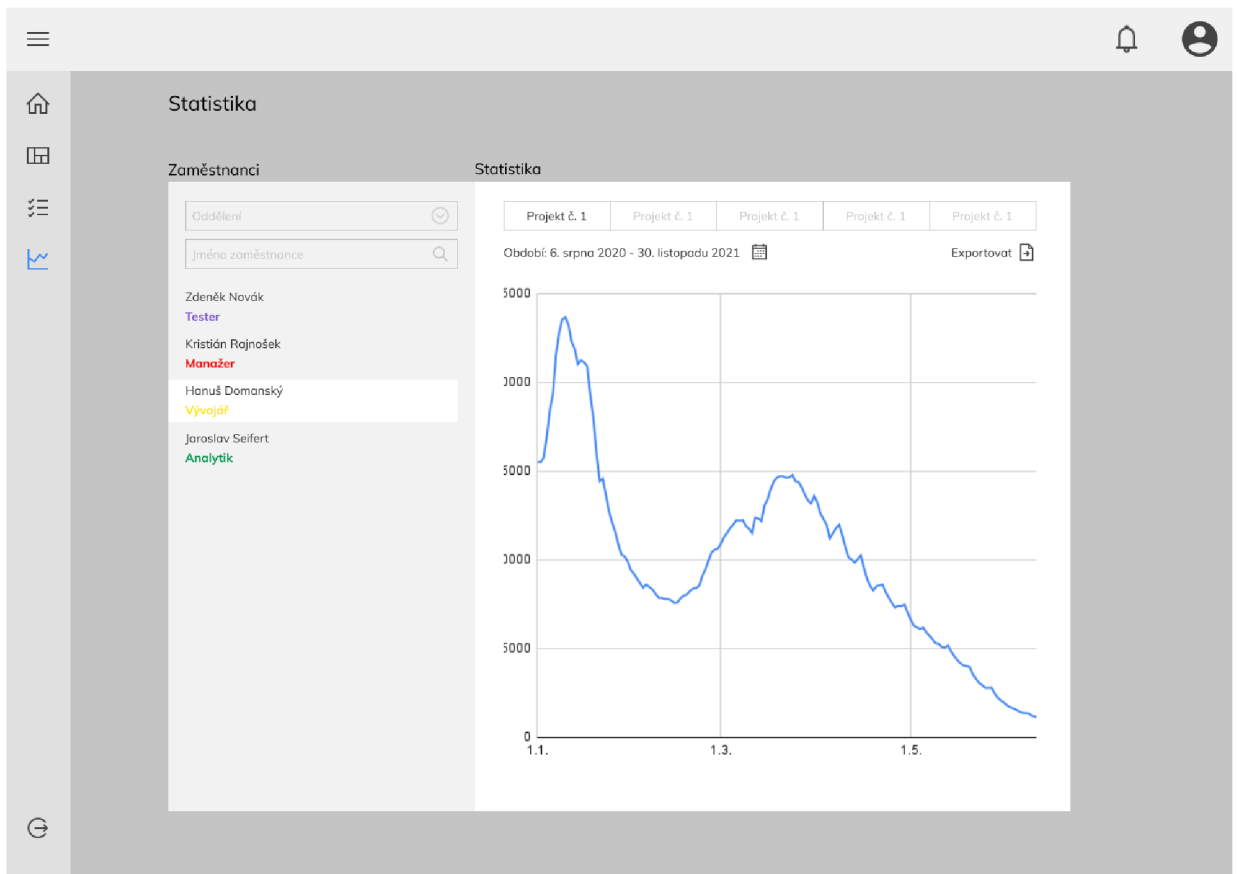 Statistika
Zaměstnanci
Statistika
Oddělení
Jména zaměstnance
Zdeněk Novák
Tester
Kristián Rajnošek
Manažer
Hanuš Domanský
Vývojář
Jaroslav Seifert
Analytik
Projekt č. 1 Projekt č. 1 Projekt č. 1 Projekt č. 1 Projekt č. 1
Období: 6. srpna 2020 - 30. listopadu 2021 Exportovat
5000
0000
5000
0000
5000
0
1.1. 1.3. 1.5.